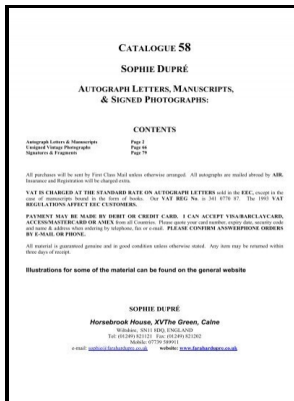 CATALOGUE 58
SOPHIE DUPRÉ
AUTOGRAPH LETTERS, MANUSCRIPTS,
& SIGNED PHOTOGRAPHS:
CONTENTS
Autograph Letters & Manuscripts Page 2
Unsigned Vintage Photographs Page 66
Signatures & Fragments Page 79
All purchases will be sent by First Class Mail unless otherwise arranged. All autographs are mailed abroad by AIR.
Insurance and Registration will be charged extra.
VAT IS CHARGED AT THE STANDARD RATE ON AUTOGRAPH LETTERS sold in the EEC, except in the
case of manuscripts bound in the form of books. Our VAT REG No. is 341 0770 87. The 1993 VAT
REGULATIONS AFFECT EEC CUSTOMERS.
PAYMENT MAY BE MADE BY DEBIT OR CREDIT CARD. I CAN ACCEPT VISA/BARCLAYCARD,
ACCESS/MASTERCARD OR AMEX from all Countries. Please quote your card number, expiry date, security code
and name & address when ordering by telephone, fax or e-mail. PLEASE CONFIRM ANSWERPHONE ORDERS
BY E-MAIL OR PHONE.
All material is guaranteed genuine and in good condition unless otherwise stated. Any item may be returned within
three days of receipt.
Illustrations for some of the material can be found on the general website
SOPHIE DUPRÉ
Horsebrook House, XVThe Green, Calne
Wiltshire, SN11 8DQ, ENGLAND
Tel: (01249) 821121 Fax: (01249) 821202
Mobile: 07739 589911
e-mail: sophie@farahardupre.co.uk website: www.farahardupre.co.uk